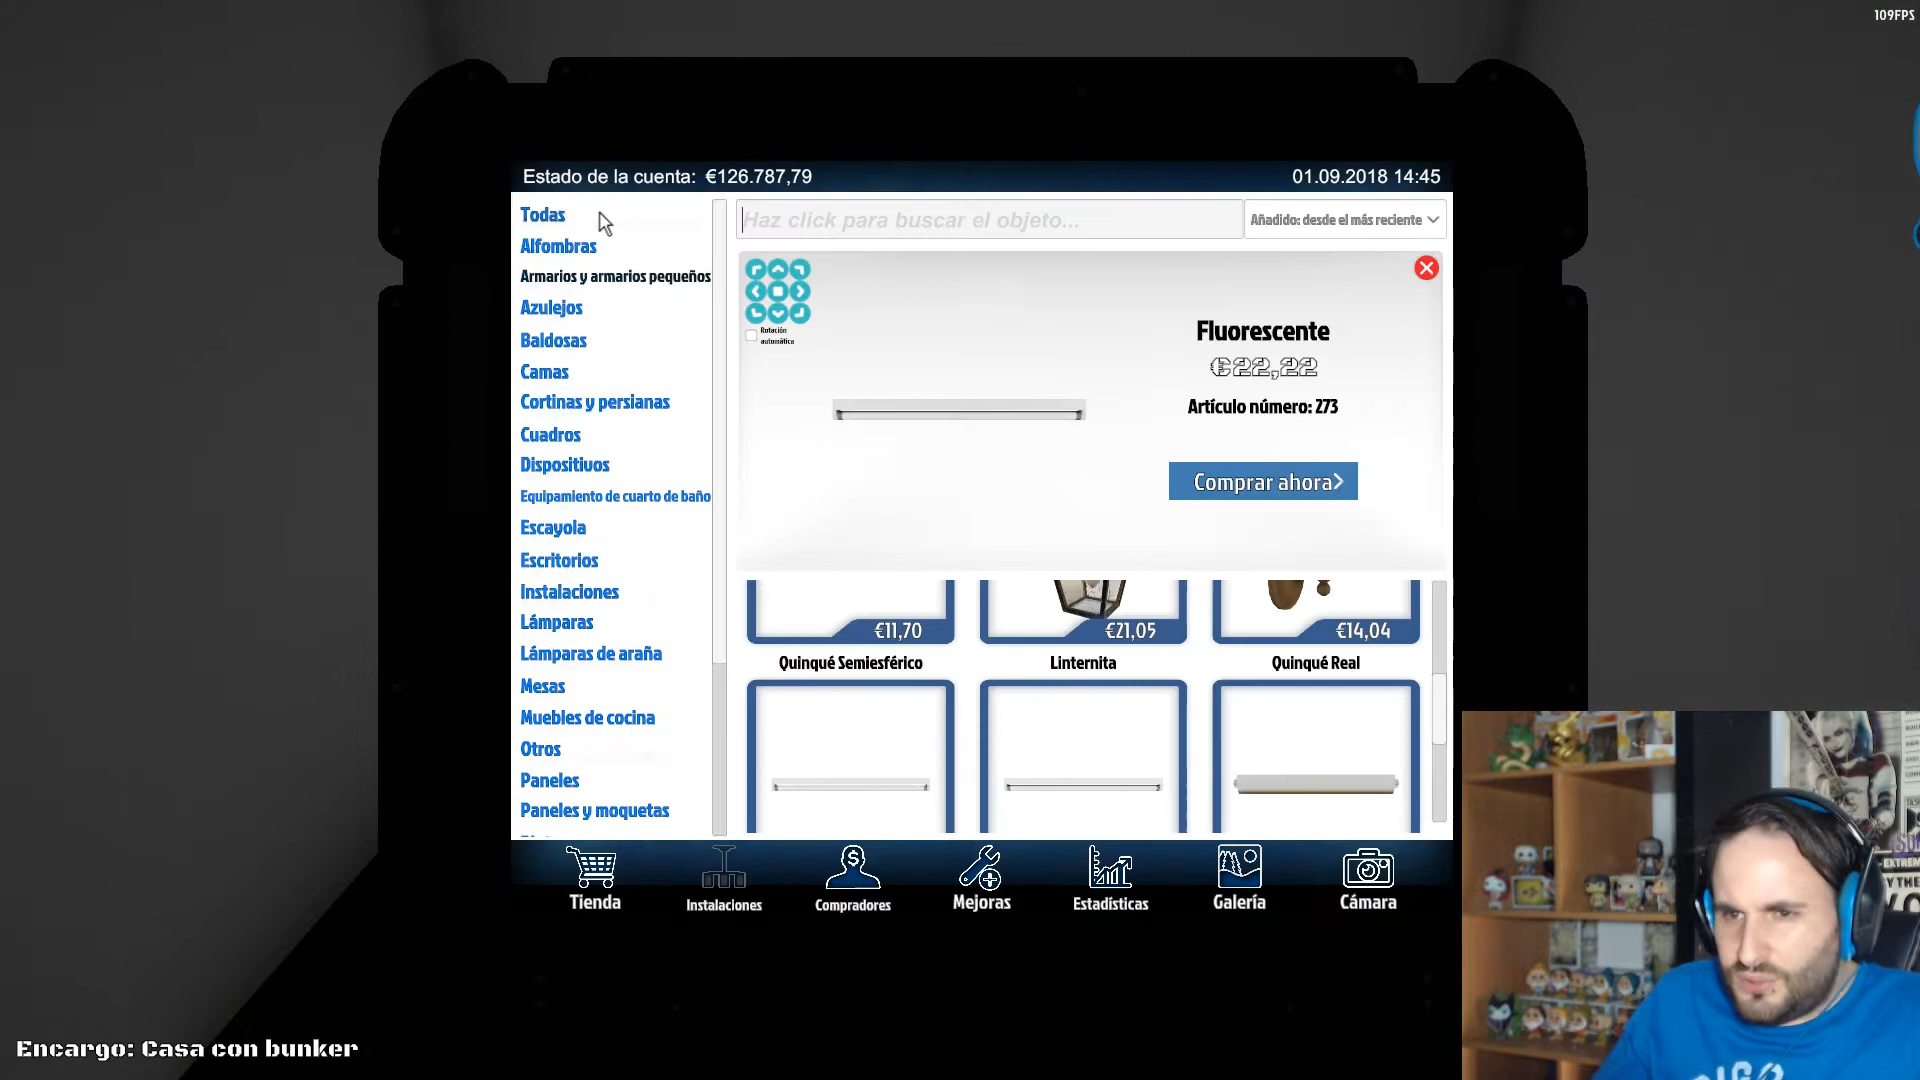 109FPS
Estado de la cuenta: €126.787,79
01.09.2018 14:45
Todas
Alfombras
Armarios y armarios pequeños
Azulejos
Baldosas
Camas
Cortinas y persianas
Cuadros
Dispositivos
Equipamiento de cuarto de baño
Escayola
Escritorios
Instalaciones
Lámparas
Lámparas de araña
Mesas
Muebles de cocina
Otros
Paneles
Paneles y moquetas
Haz click para buscar el objeto...
Añadido: desde el más reciente
Rotación
automática
Fluorescente
€22,22
Artículo número: 273
Comprar ahora
€11,70
€21,05
€14,04
Quinqué Semiesférico
Linternita
Quinqué Real
Tienda
Instalaciones
Compradores
Mejoras
Estadísticas
Galería
Cámara
Encargo: Casa con bunker